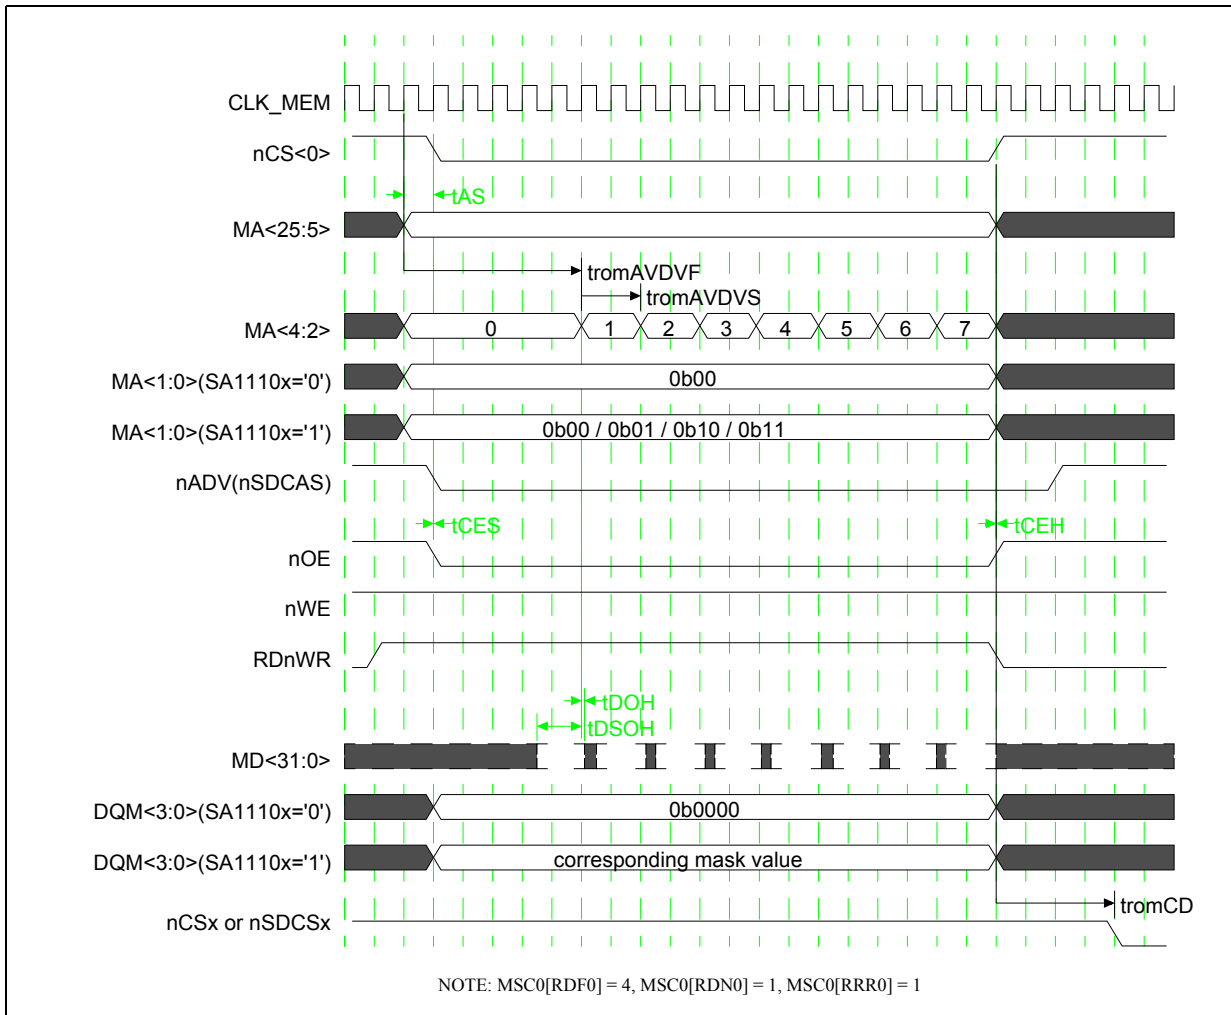 CLK_MEM
nCS<0>
tAS
MA<25:5>
tromAVDVF
tromAVDVS
MA<4:2>
0 1 2 3 4 5 6 7
MA<1:0>(SA1110x='0')
0b00
MA<1:0>(SA1110x='1')
0b00 / 0b01 / 0b10 / 0b11
nADV(nSDCAS)
tCES
tCEH
nOE
nWE
RDnWR
tDOH
tDSOH
MD<31:0>
DQM<3:0>(SA1110x='0')
0b0000
DQM<3:0>(SA1110x='1')
corresponding mask value
tromCD
nCSx or nSDCSx
NOTE: MSC0[RDF0] = 4, MSC0[RDN0] = 1, MSC0[RRR0] = 1